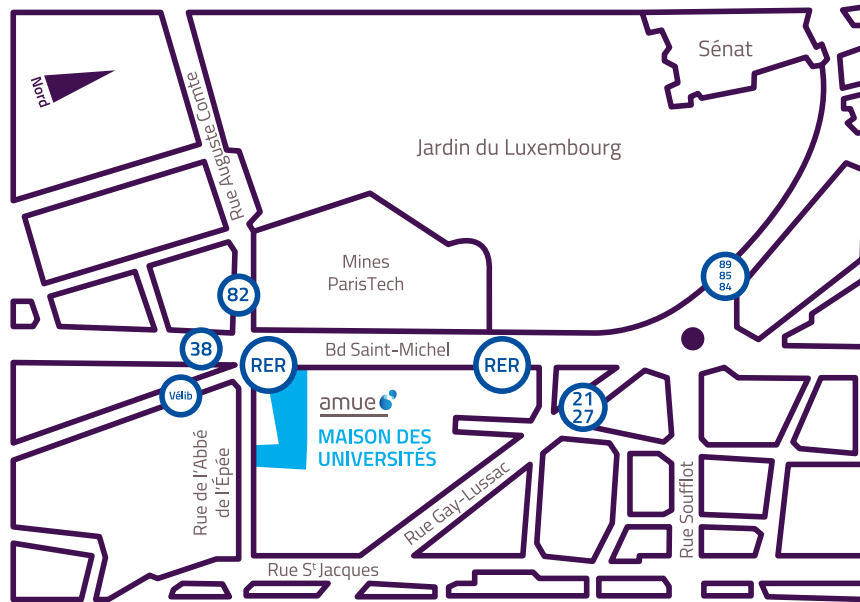 Sénat
Nord
Rue Auguste Comte
Jardin du Luxembourg
Mines
ParisTech
89
85
84
82
38
RER
Bd Saint-Michel
RER
Vélib
amue
21
27
MAISON DES
UNIVERSITÉS
Rue de l'Abbé
de l'Épée
Rue Gay-Lussac
Rue Soufflot
Rue St Jacques